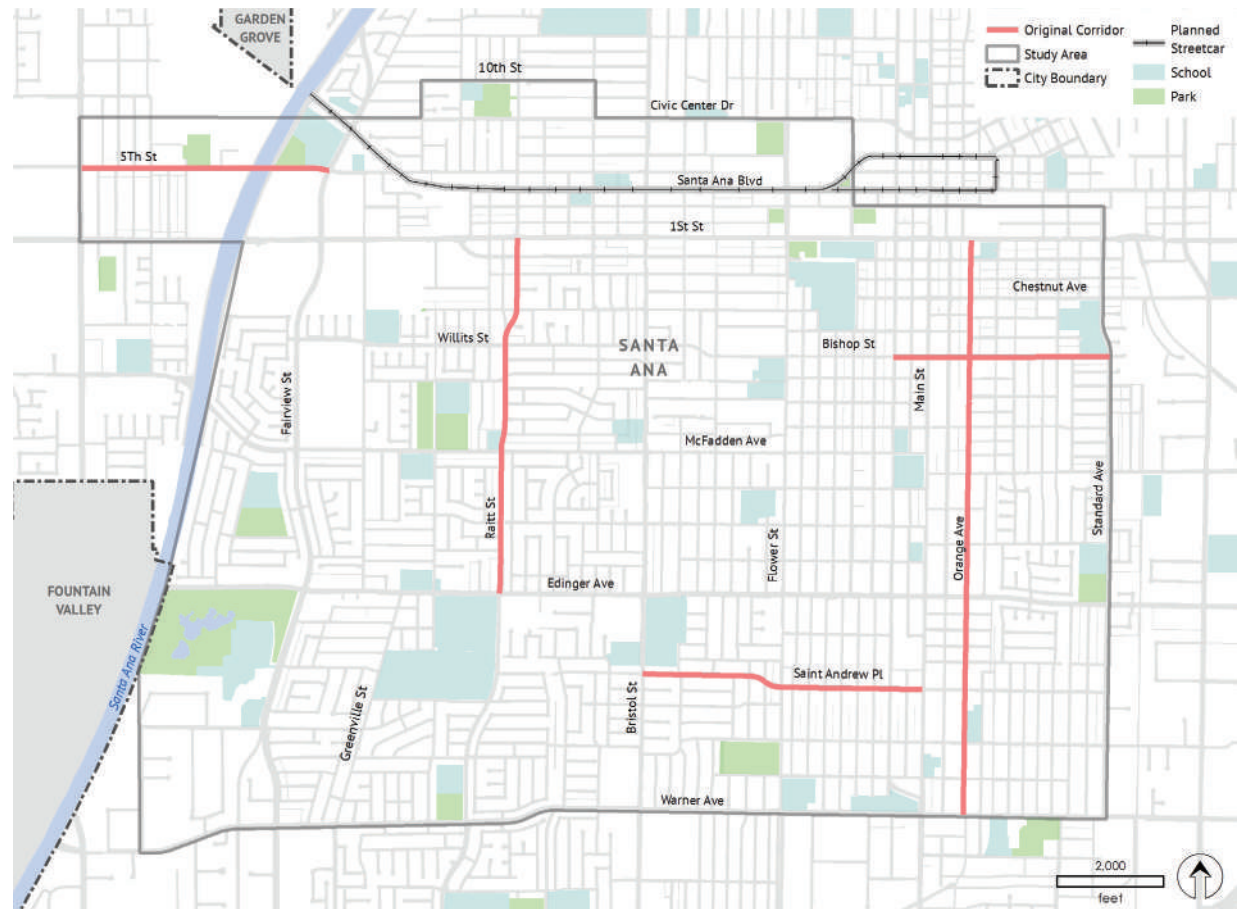 GARDEN
GROVE
Original Corridor
Study Area
City Boundary
Planned
Streetcar
School
Park
10th St
Civic Center Dr
5Th St
Santa Ana Blvd
1St St
Chestnut Ave
Willits St
SANTA
ANA
Bishop St
Main St
Fairview St
McFadden Ave
Raitt St
Flower St
Orange Ave
Standard Ave
Edinger Ave
FOUNTAIN
VALLEY
Santa Ana River
Saint Andrew Pl
Bristol St
Greenville St
Warner Ave
2,000
feet